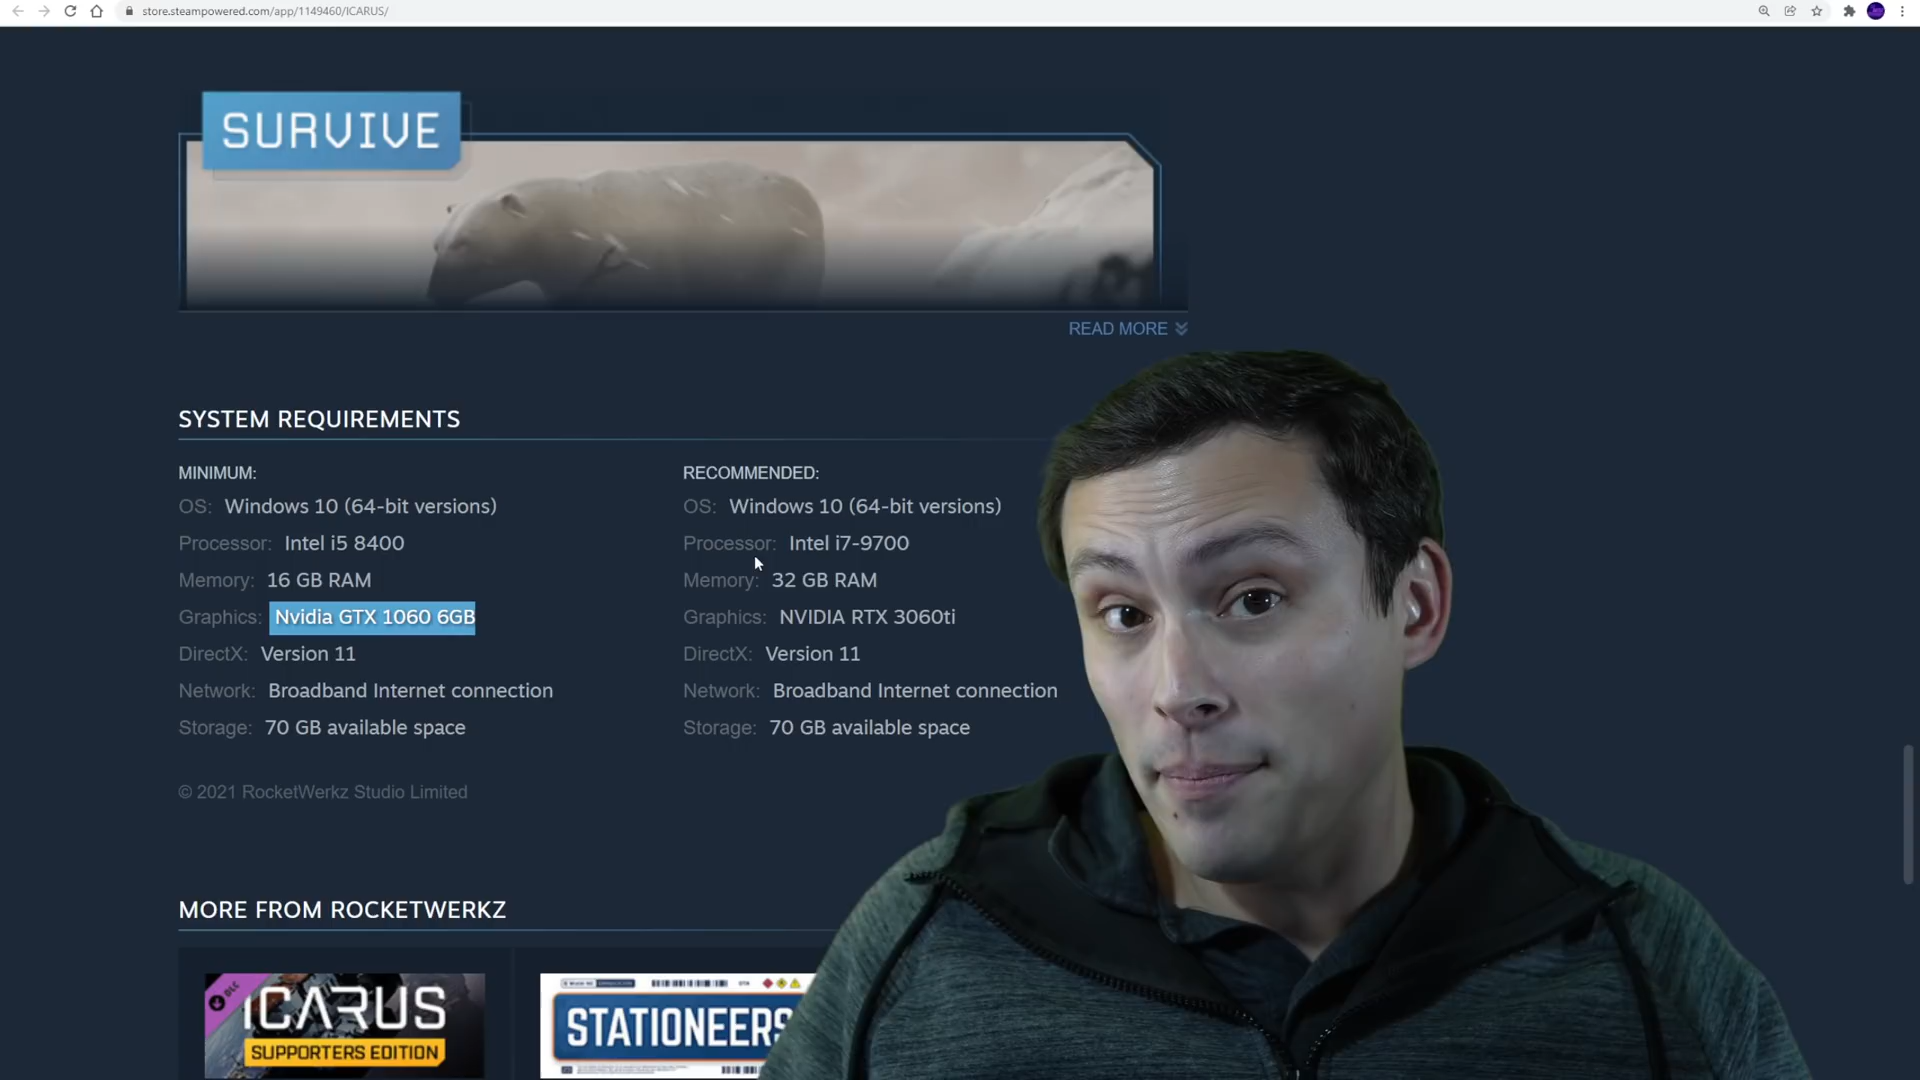 store.steampowered.com/app/1149460/ICARUS/
SURVIVE
READ MORE
SYSTEM REQUIREMENTS
MINIMUM:
OS: Windows 10 (64-bit versions)
Processor: Intel i5 8400
Memory: 16 GB RAM
Graphics: Nvidia GTX 1060 6GB
DirectX: Version 11
Network: Broadband Internet connection
Storage: 70 GB available space
RECOMMENDED:
OS: Windows 10 (64-bit versions)
Processor: Intel i7-9700
Memory: 32 GB RAM
Graphics: NVIDIA RTX 3060ti
DirectX: Version 11
Network: Broadband Internet connection
Storage: 70 GB available space
© 2021 RocketWerkz Studio Limited
MORE FROM ROCKETWERKZ
DLC
ICARUS
SUPPORTERS EDITION
STATIONEERS